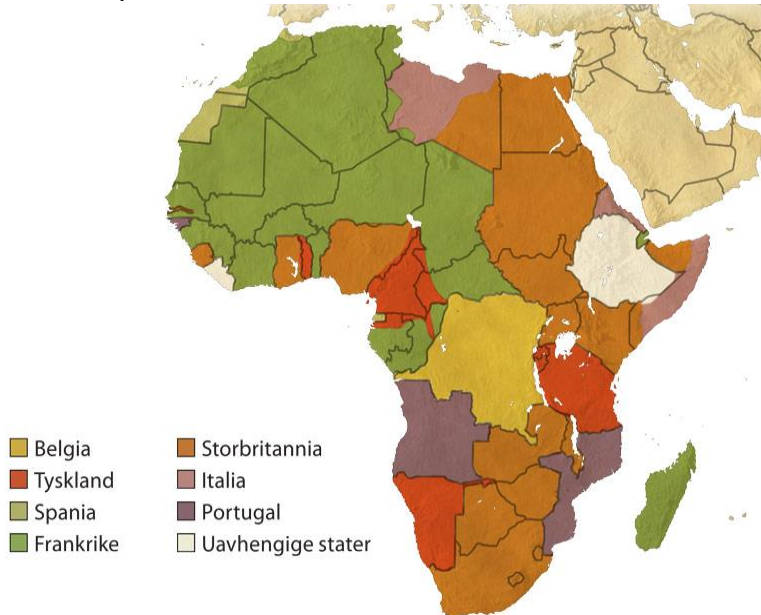 Belgia
Tyskland
Spania
Frankrike
Storbritannia
Italia
Portugal
Uavhengige stater